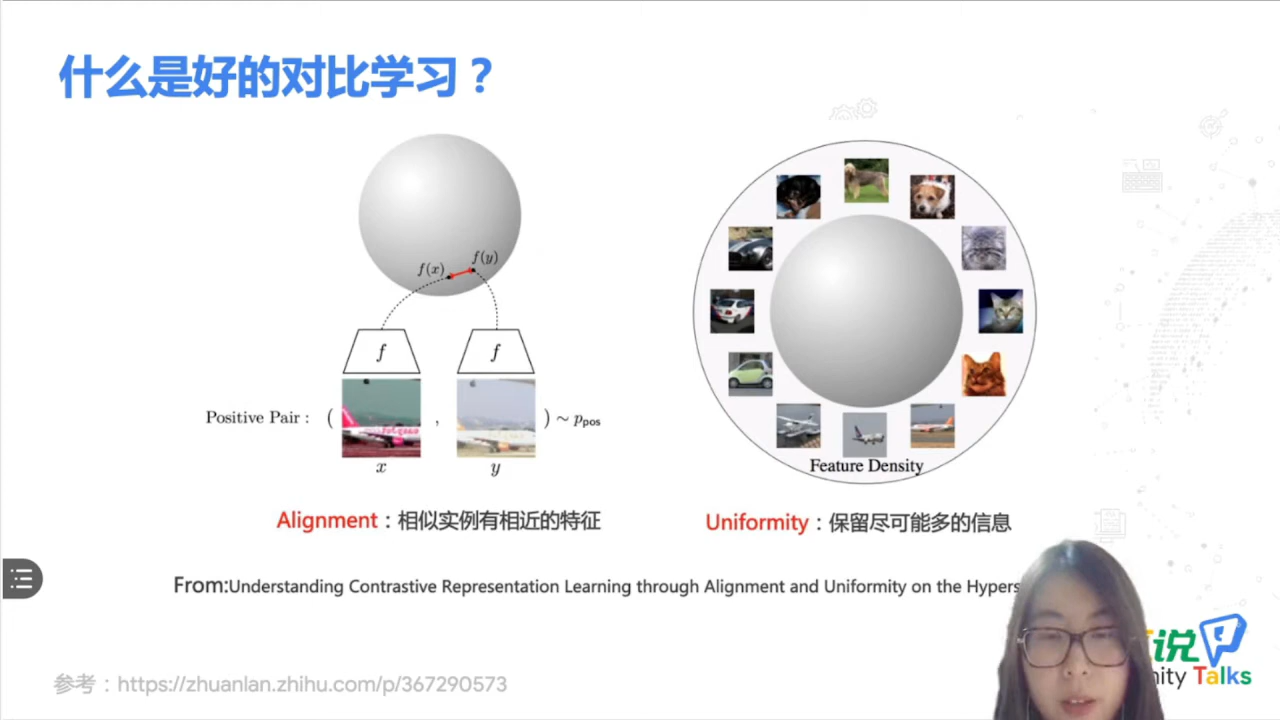 什么是好的对比学习？
f(x)
f(y)
f
f
Positive Pair : ( , ) ~ ppos
x
y
Feature Density
Alignment：相似实例有相近的特征
Uniformity：保留尽可能多的信息
From:Understanding Contrastive Representation Learning through Alignment and Uniformity on the Hypers
说
Talks
参考：https://zhuanlan.zhihu.com/p/367290573